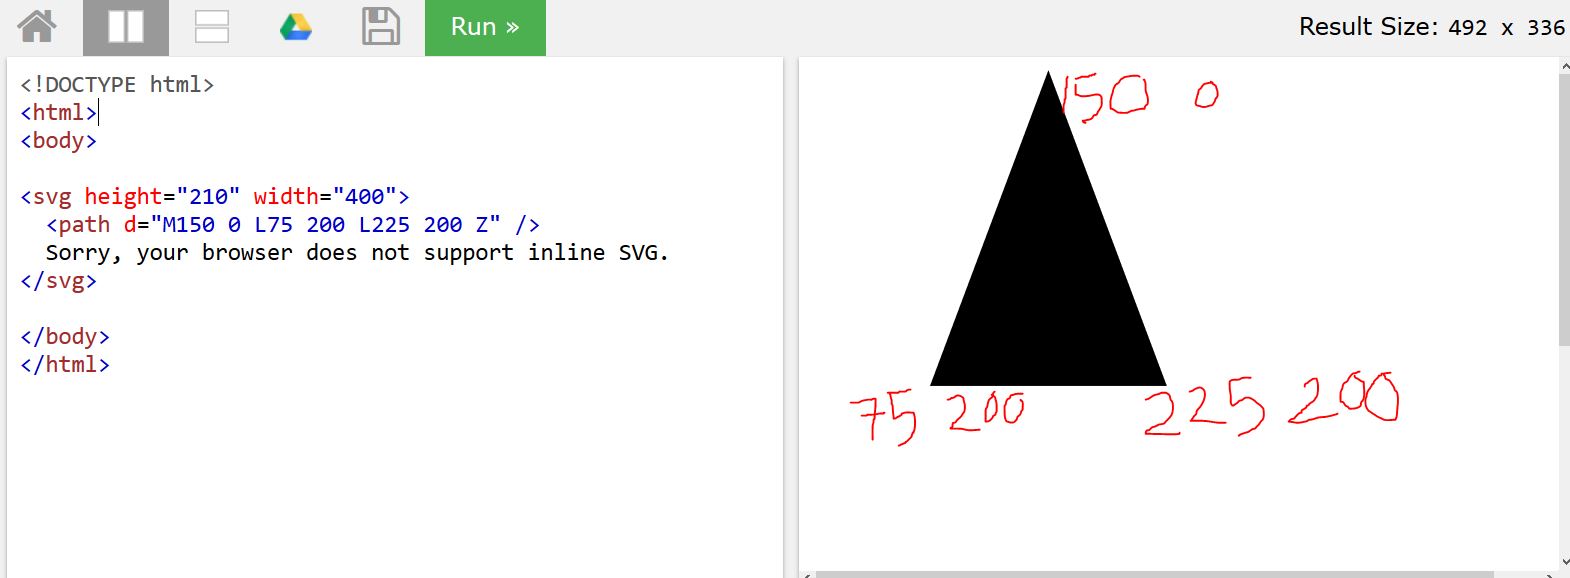 Run »
Result Size: 492 x 336
<!DOCTYPE html>
<html>
<body>
<svg height="210" width="400">
<path d="M150 0 L75 200 L225 200 Z" />
Sorry, your browser does not support inline SVG.
</svg>
</body>
</html>
150 0
75 200
225 200